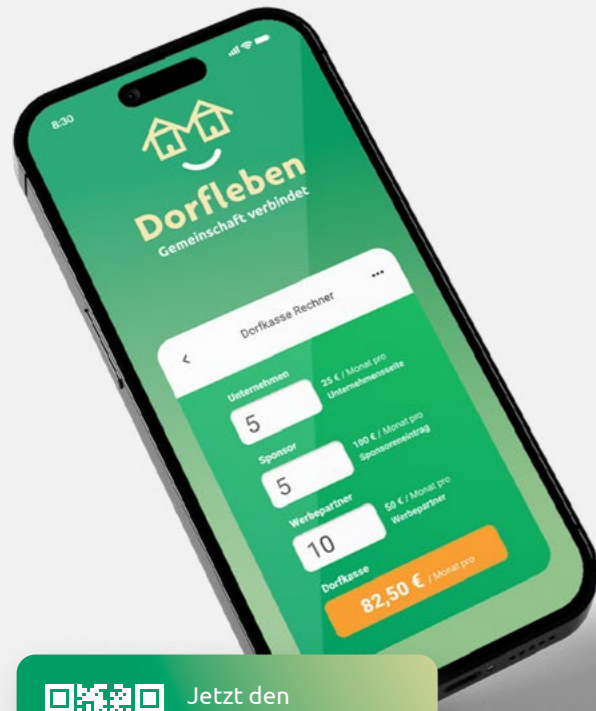 8:30
Dorfleben
Gemeinschaft verbindet
Dorfkasse Rechner
Unternehmen
5
25 € / Monat pro
Unternehmensseite
Sponsor
5
100 € / Monat pro
Sponsoreneintrag
Werbepartner
10
50 € / Monat pro
Werbepartner
Dorfkasse
82,50 € / Monat pro
Jetzt den